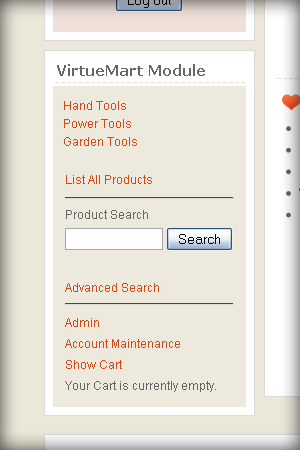 Log out
VirtueMart Module
Hand Tools
Power Tools
Garden Tools
List All Products
Product Search
Search
Advanced Search
Admin
Account Maintenance
Show Cart
Your Cart is currently empty.